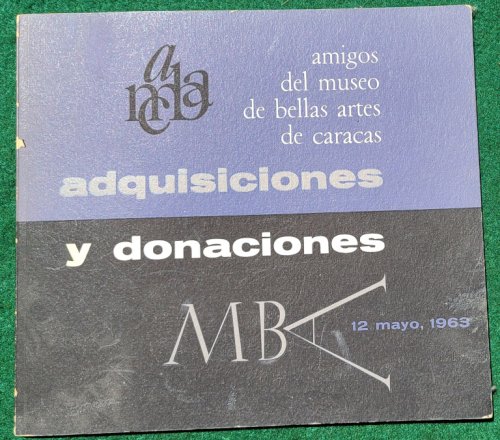 amigos
del museo
de bellas artes
de caracas
adquisiciones
y donaciones
MBA
12 mayo, 1963